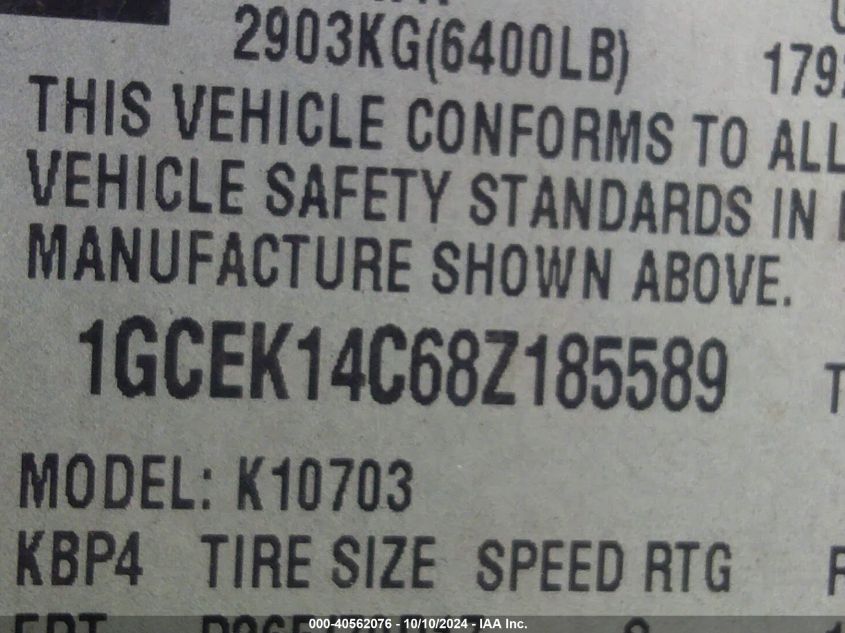 2903KG(6400LB) 179
THIS VEHICLE CONFORMS TO ALL
VEHICLE SAFETY STANDARDS IN
MANUFACTURE SHOWN ABOVE.
1GCEK14C68Z185589 T
MODEL: K10703
KBP4 TIRE SIZE SPEED RTG
000-40562076 - 10/10/2024 - IAA Inc.